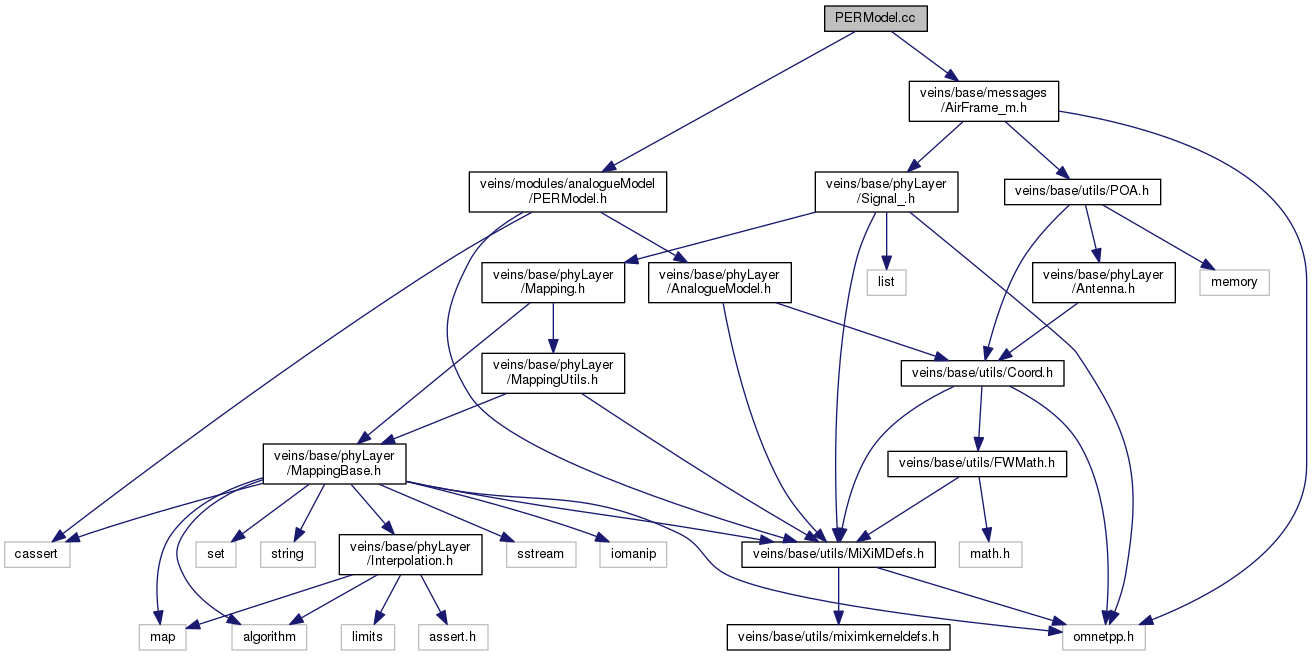 PERModel.cc
veins/base/messages
/AirFrame_m.h
veins/modules/analogueModel
/PERModel.h
veins/base/phyLayer
/Signal_.h
veins/base/utils/POA.h
veins/base/phyLayer
/Mapping.h
veins/base/phyLayer
/AnalogueModel.h
list
veins/base/phyLayer
/Antenna.h
memory
veins/base/phyLayer
/MappingUtils.h
veins/base/utils/Coord.h
veins/base/phyLayer
/MappingBase.h
veins/base/utils/FWMath.h
cassert
set
string
veins/base/phyLayer
/Interpolation.h
sstream
iomanip
veins/base/utils/MiXiMDefs.h
math.h
map
algorithm
limits
assert.h
veins/base/utils/miximkerneldefs.h
omnetpp.h